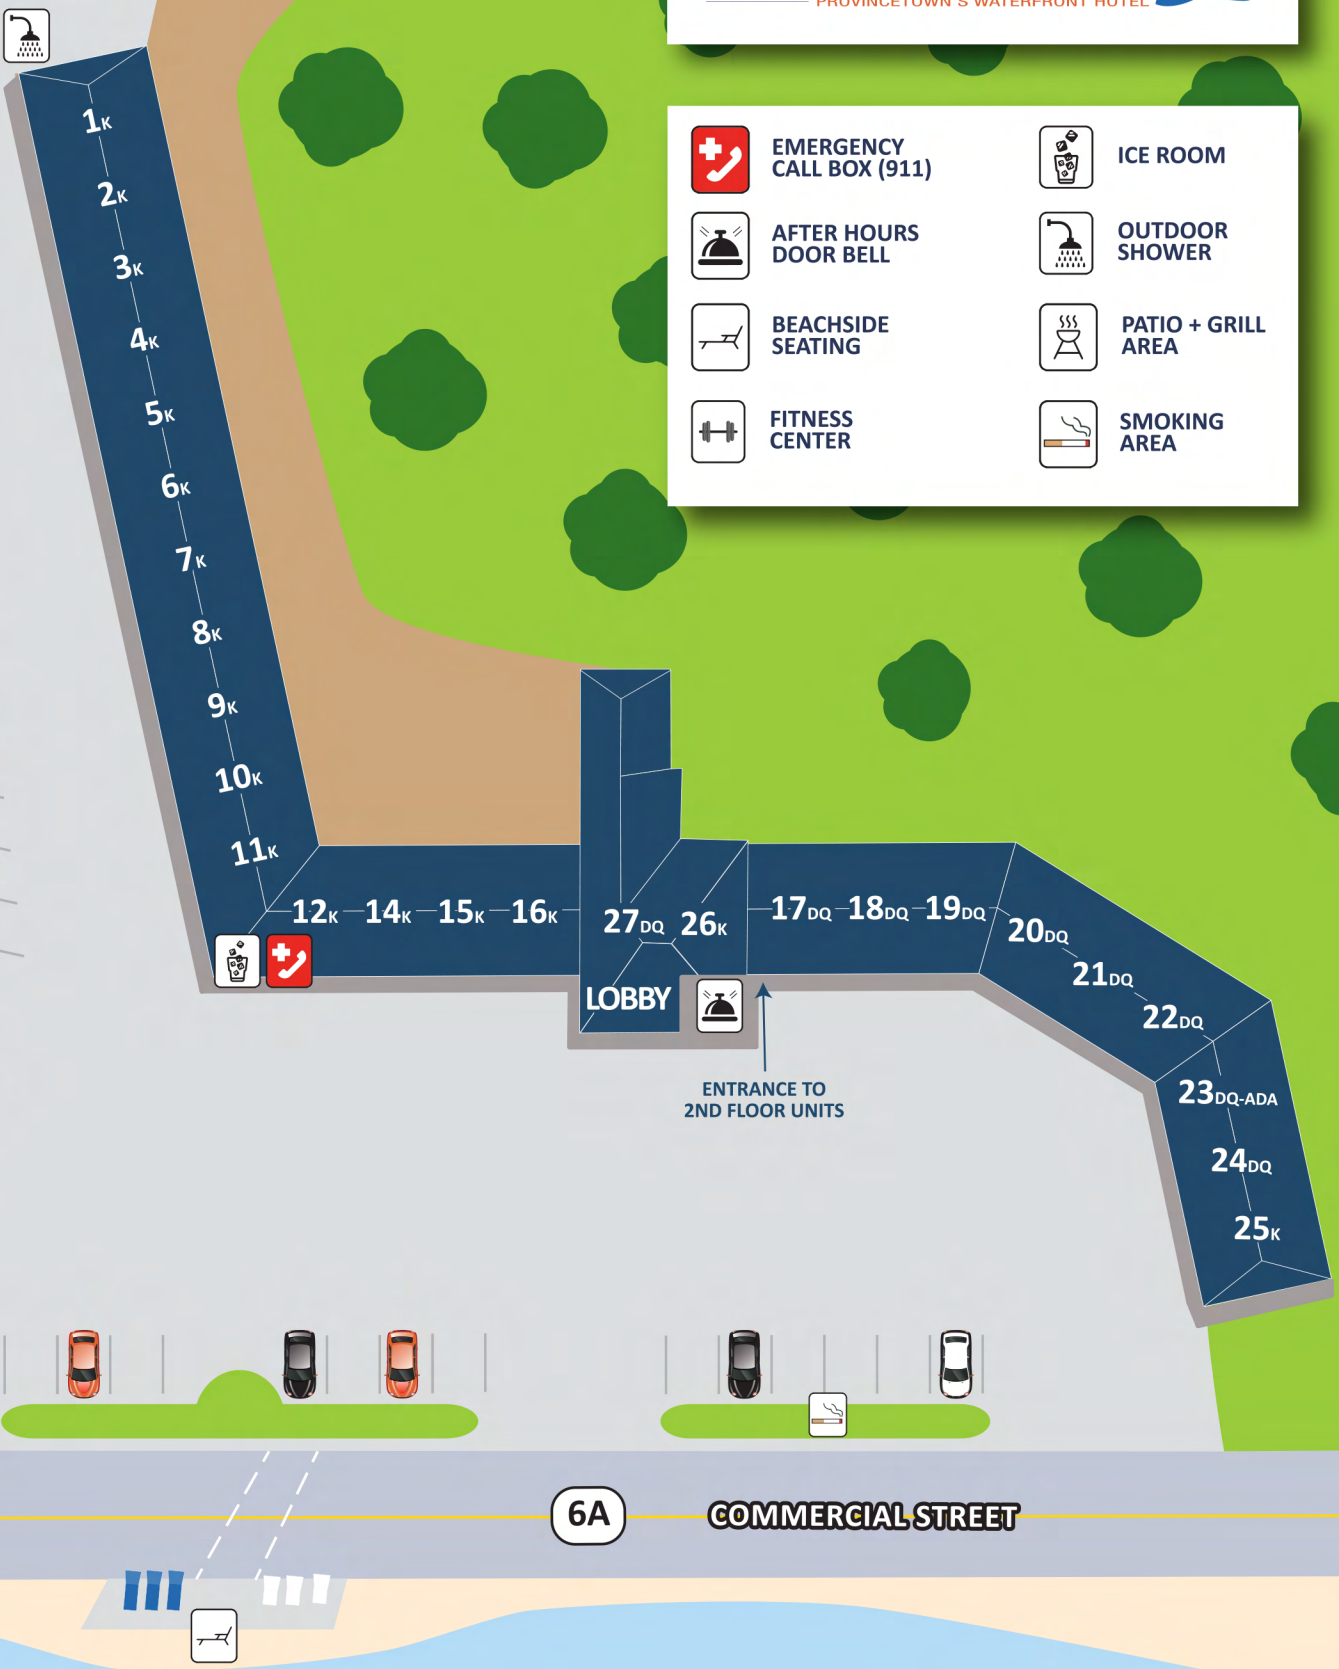 PROVINCETOWN'S WATERFRONT HOTEL
EMERGENCY
CALL BOX (911)
ICE ROOM
AFTER HOURS
DOOR BELL
OUTDOOR
SHOWER
BEACHSIDE
SEATING
PATIO + GRILL
AREA
FITNESS
CENTER
SMOKING
AREA
1K
2K
3K
4K
5K
6K
7K
8K
9K
10K
11K
12K
14K
15K
16K
27DQ
26K
17DQ
18DQ
19DQ
20DQ
21DQ
22DQ
23DQ-ADA
24DQ
25K
LOBBY
ENTRANCE TO
2ND FLOOR UNITS
6A
COMMERCIAL STREET